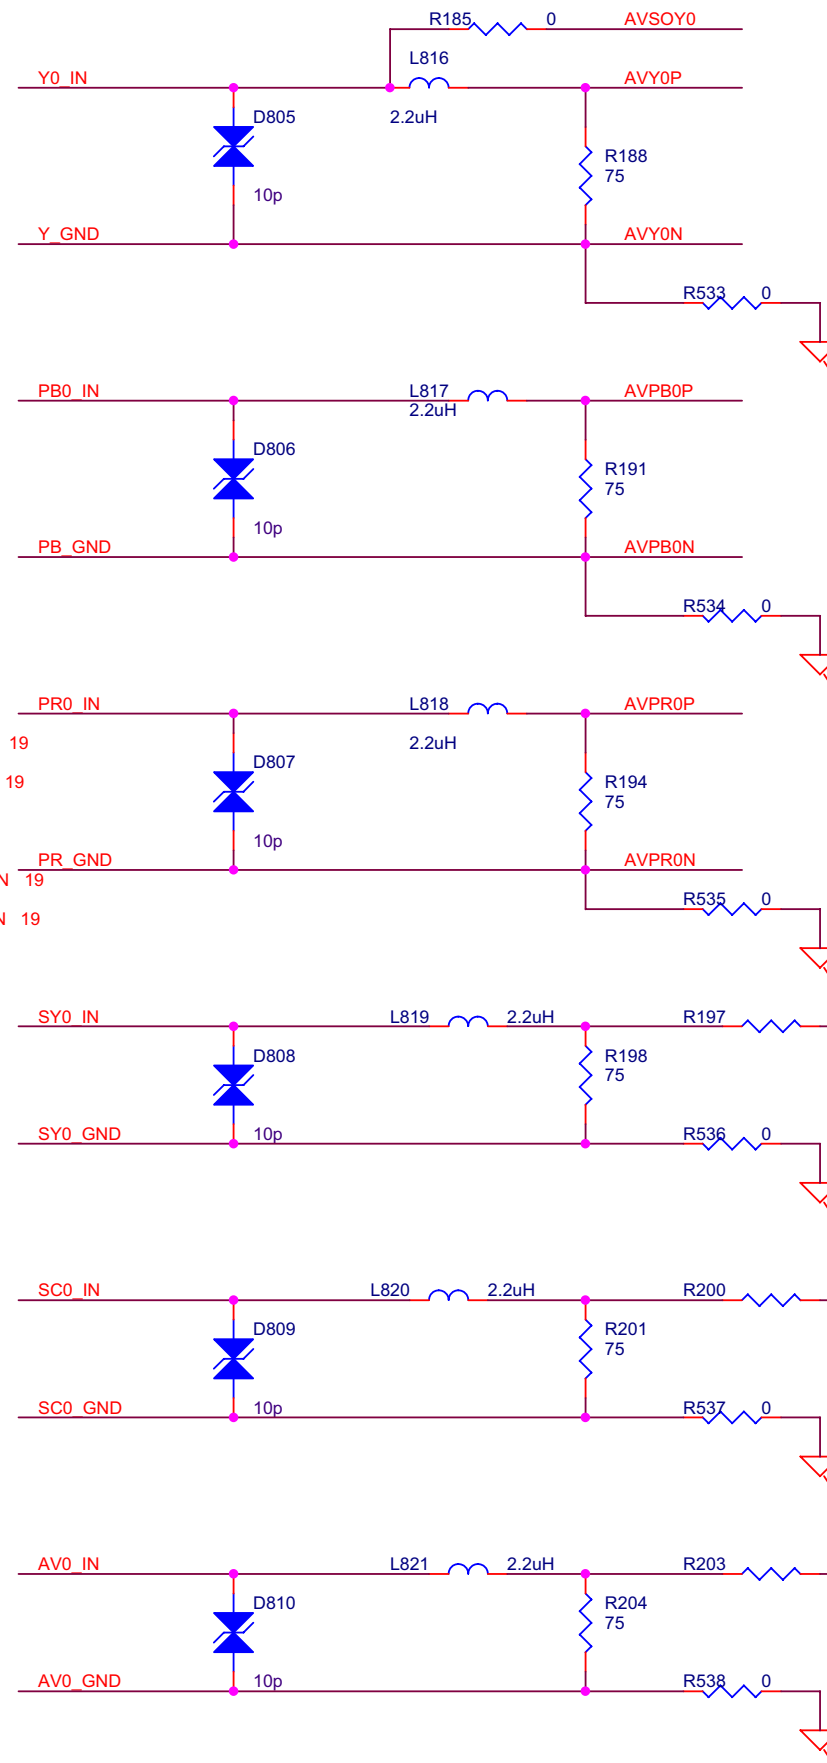 R185 0 AVSOY0
L816
Y0_IN AVY0P
D805 2.2uH
R188
75
10p
Y_GND AVY0N
R533 0
PB0_IN L817 AVPB0P
2.2uH
D806
R191
75
10p
PB_GND AVPB0N
R534 0
PR0_IN L818 AVPR0P
19 2.2uH
D807
19 R194
75
10p
PR_GND AVPR0N
N 19
R535 0
N 19
SY0_IN L819 2.2uH R197
D808 R198
75
SY0_GND 10p R536 0
SC0_IN L820 2.2uH R200
D809 R201
75
SC0_GND 10p R537 0
AV0_IN L821 2.2uH R203
D810 R204
75
AV0_GND 10p R538 0